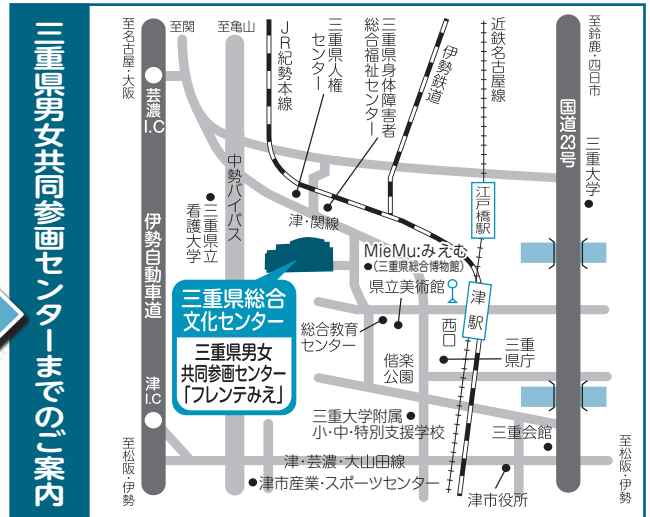 三重県男女共同参画センターまでのご案内
至名古屋・大阪
至関
至亀山
JR紀勢本線
三重県人権
センター
三重県身体障害者
総合福祉センター
伊勢鉄道
近鉄名古屋線
至鈴鹿・四日市
国道23号
三重大学
芸濃
I.C
中勢バイパス
三重県立
看護大学
津・関線
江戸橋駅
伊勢自動車道
MieMu:みえむ
(三重県総合博物館)
県立美術館
津駅
西口
三重県総合
文化センター
三重県男女
共同参画センター
「フレンテみえ」
総合教育
センター
偕楽
公園
三重
県庁
津
I.C
三重大学附属
小・中・特別支援学校
三重会館
至松阪・伊勢
津・芸濃・大山田線
津市産業・スポーツセンター
津市役所
至松阪・伊勢